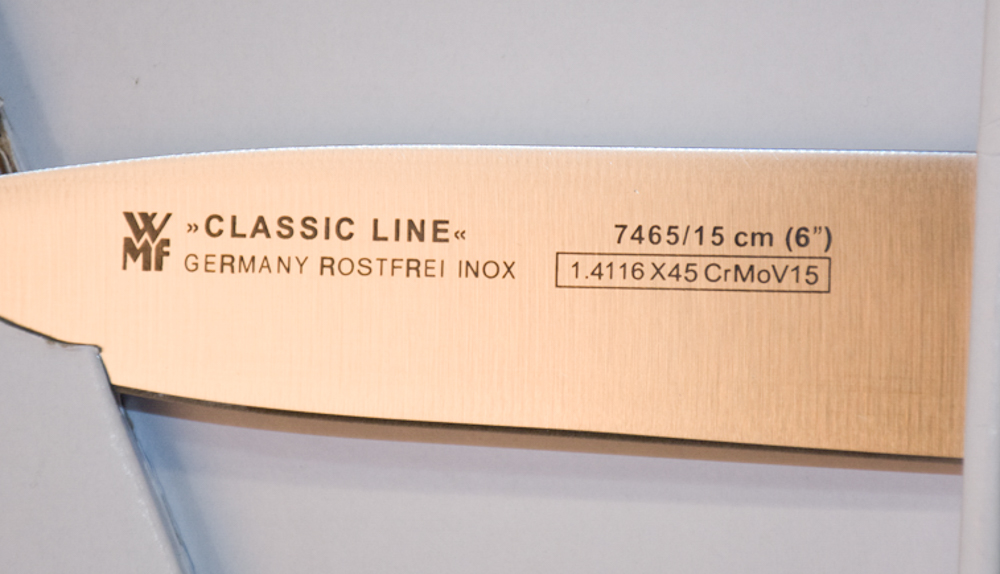 WMF »CLASSIC LINE«
GERMANY ROSTFREI INOX
7465/15 cm (6”)
1.4116 X45 CrMoV15